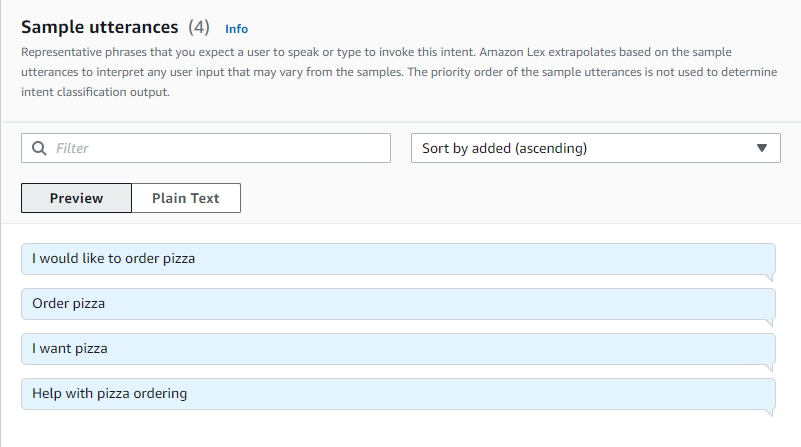 Sample utterances (4) Info
Representative phrases that you expect a user to speak or type to invoke this intent. Amazon Lex extrapolates based on the sample
utterances to interpret any user input that may vary from the samples. The priority order of the sample utterances is not used to determine
intent classification output.
Filter
Sort by added (ascending)
Preview
Plain Text
I would like to order pizza
Order pizza
I want pizza
Help with pizza ordering